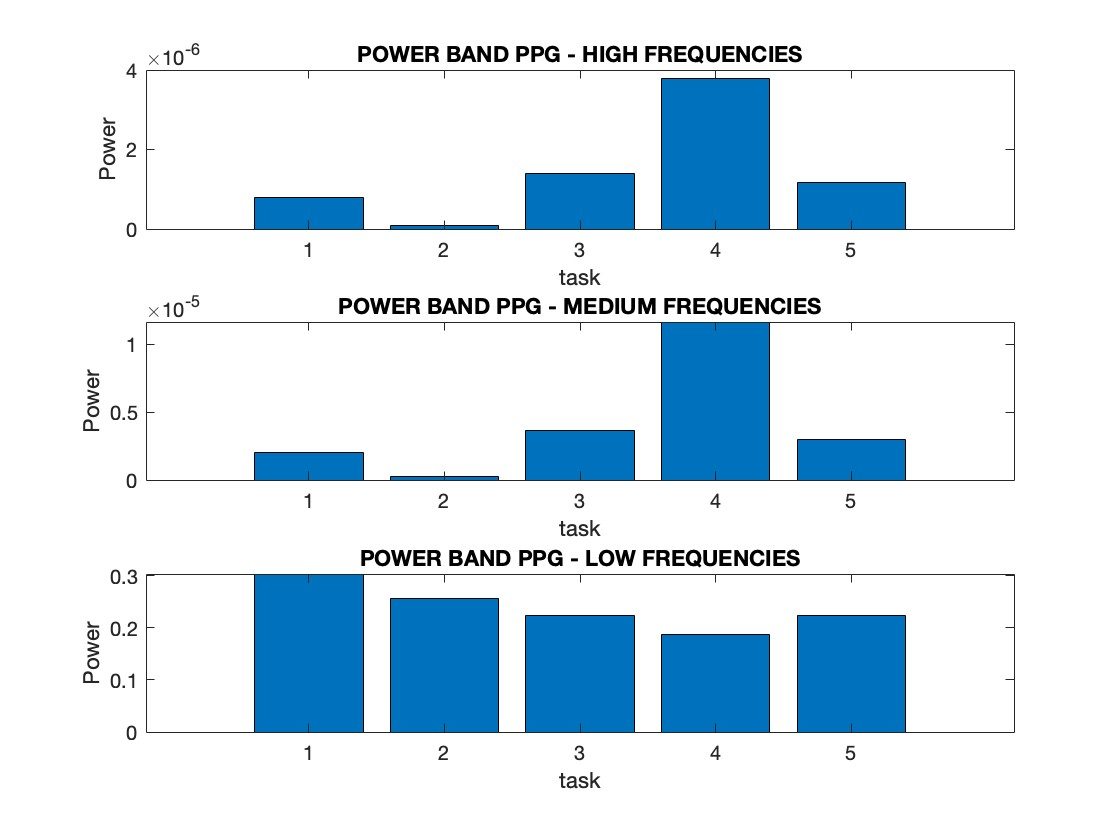 ×10-6
POWER BAND PPG - HIGH FREQUENCIES
4
2
0
Power
1 2 3 4 5
task
×10-5
POWER BAND PPG - MEDIUM FREQUENCIES
1
0.5
0
Power
1 2 3 4 5
task
POWER BAND PPG - LOW FREQUENCIES
0.3
0.2
0.1
0
Power
1 2 3 4 5
task